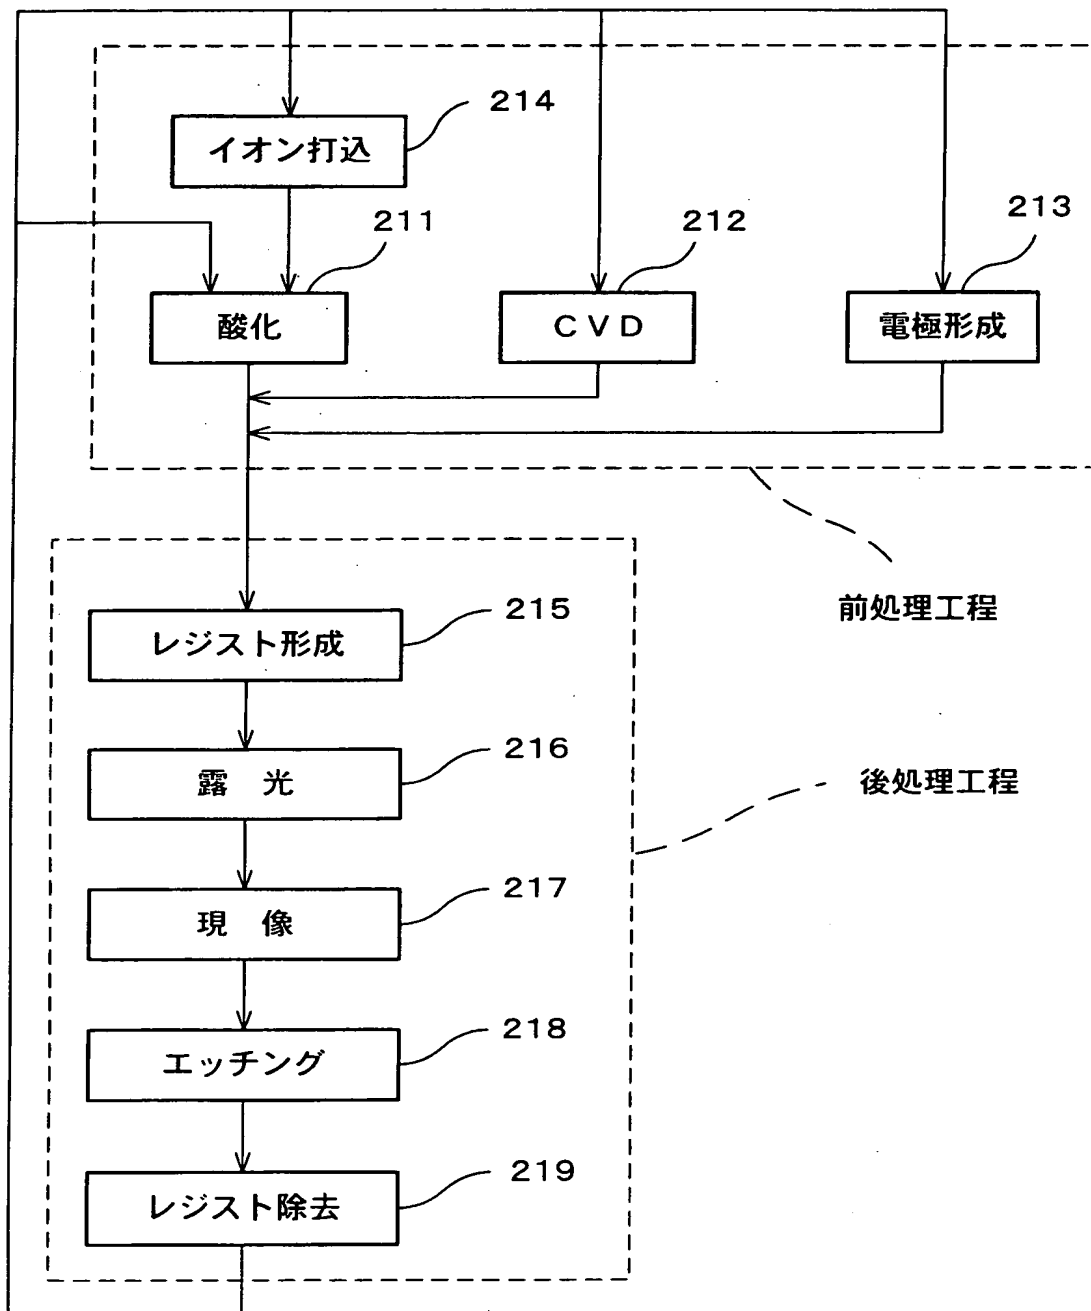 214
イオン打込
211
212
213
酸化
CVD
電極形成
前処理工程
215
レジスト形成
216
露 光
後処理工程
217
現 像
218
エッチング
219
レジスト除去